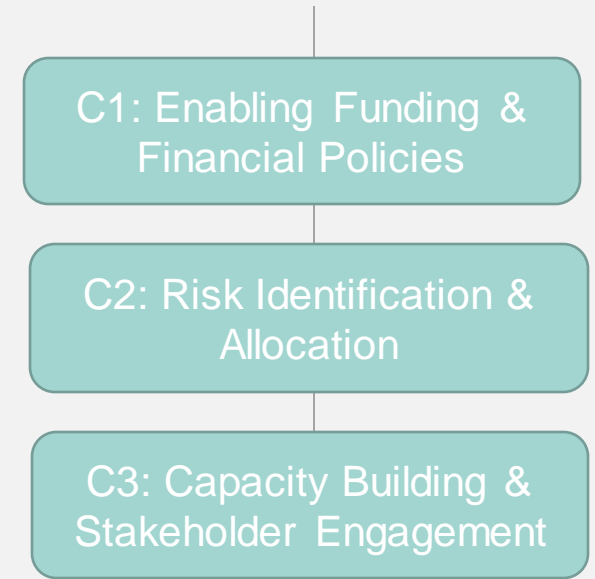 C1: Enabling Funding &
Financial Policies
C2: Risk Identification &
Allocation
C3: Capacity Building &
Stakeholder Engagement